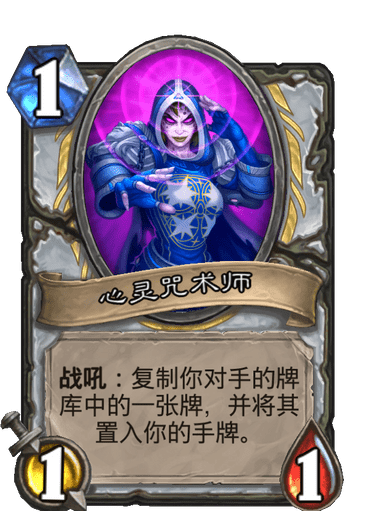 1
心灵咒术师
战吼：复制你对手的牌
库中的一张牌，并将其
置入你的手牌。
1
1